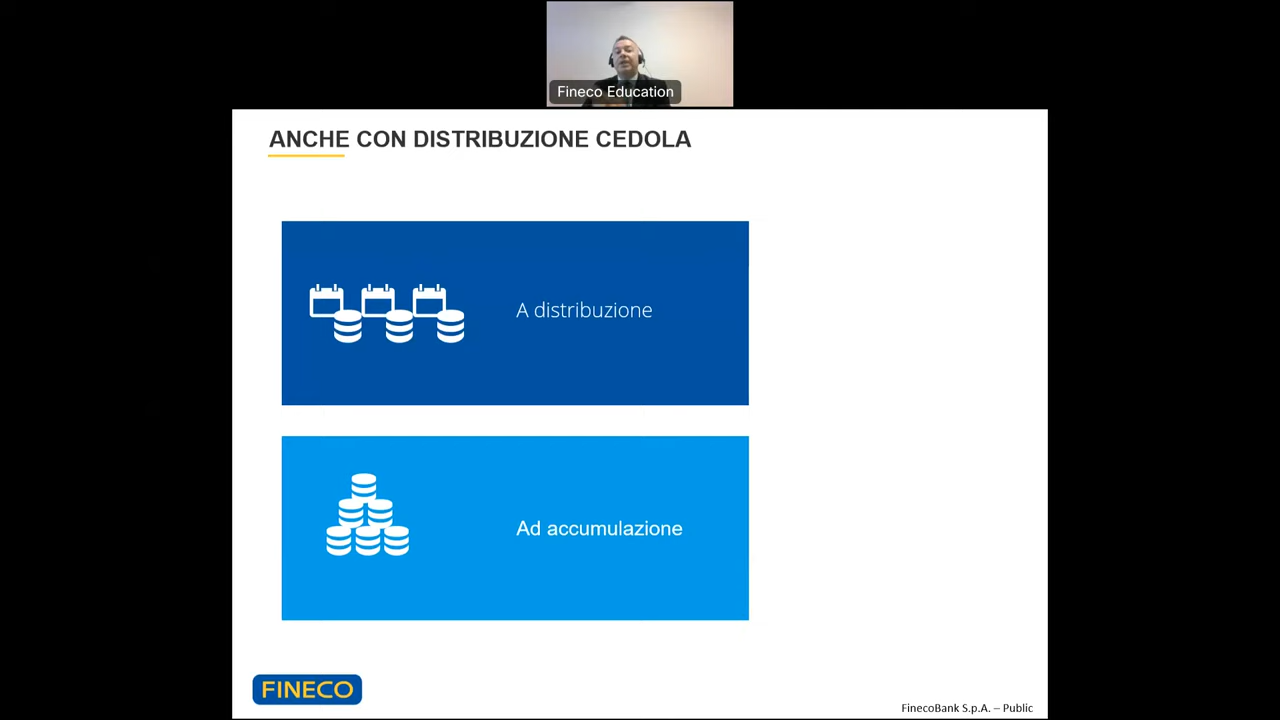 Fineco Education
ANCHE CON DISTRIBUZIONE CEDOLA
A distribuzione
Ad accumulazione
FINECO
FinecoBank S.p.A. – Public